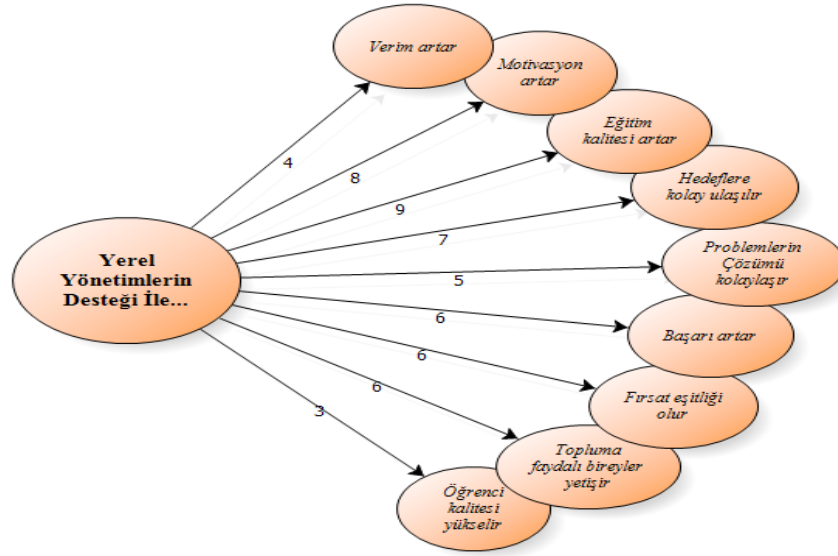 Verim artar
Motivasyon
artar
Eğitim
kalitesi artar
Hedeflere
kolay ulaşılır
Problemlerin
Çözümü
kolaylaşır
Başarı artar
Fırsat eşitliği
olur
Topluma
faydalı bireyler
yetişir
Öğrenci
kalitesi
yükselir
Yerel
Yönetimlerin
Desteği İle...
4
8
9
7
5
6
6
6
3